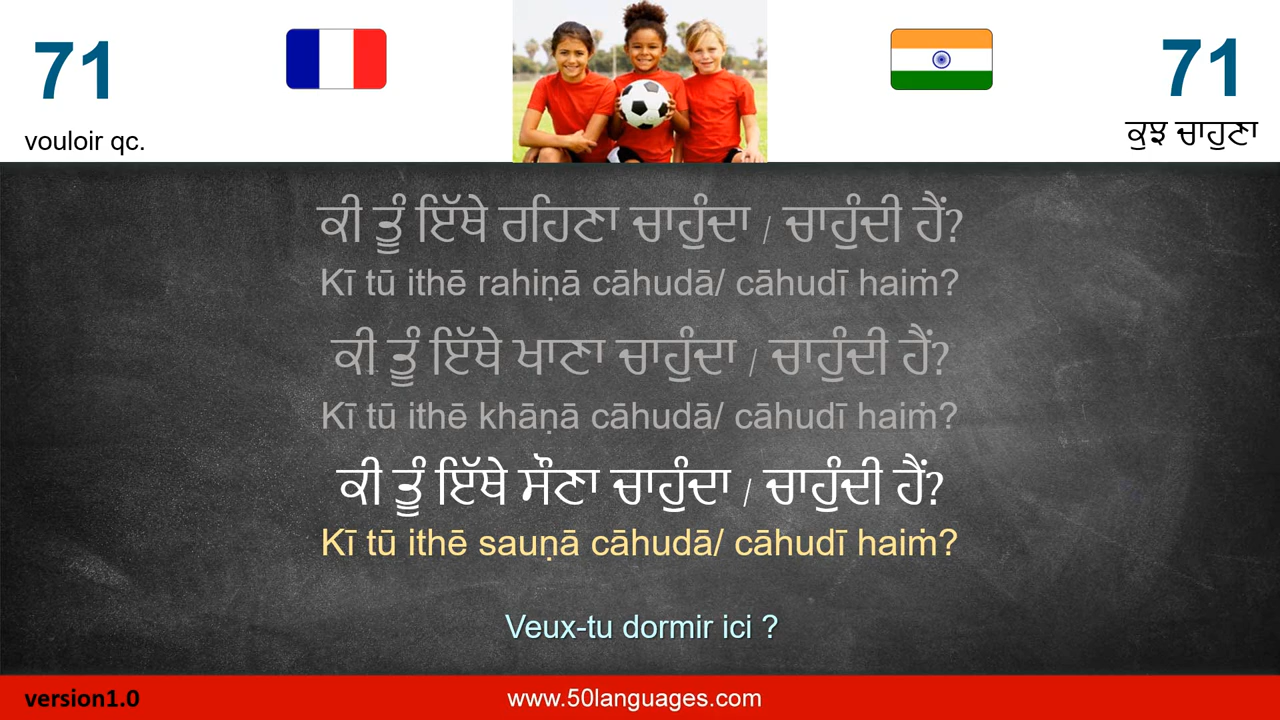 71
71
vouloir qc.
ਕੁਝ ਚਾਹੁਣਾ
ਕੀ ਤੂੰ ਇੱਥੇ ਰਹਿਣਾ ਚਾਹੁੰਦਾ / ਚਾਹੁੰਦੀ ਹੈਂ?
Kī tū ithē rahiṇā cāhudā/ cāhudī haiṁ?
ਕੀ ਤੂੰ ਇੱਥੇ ਖਾਣਾ ਚਾਹੁੰਦਾ / ਚਾਹੁੰਦੀ ਹੈਂ?
Kī tū ithē khāṇā cāhudā/ cāhudī haiṁ?
ਕੀ ਤੂੰ ਇੱਥੇ ਸੌਣਾ ਚਾਹੁੰਦਾ / ਚਾਹੁੰਦੀ ਹੈਂ?
Kī tū ithē sauṇā cāhudā/ cāhudī haiṁ?
Veux-tu dormir ici ?
version1.0
www.50languages.com